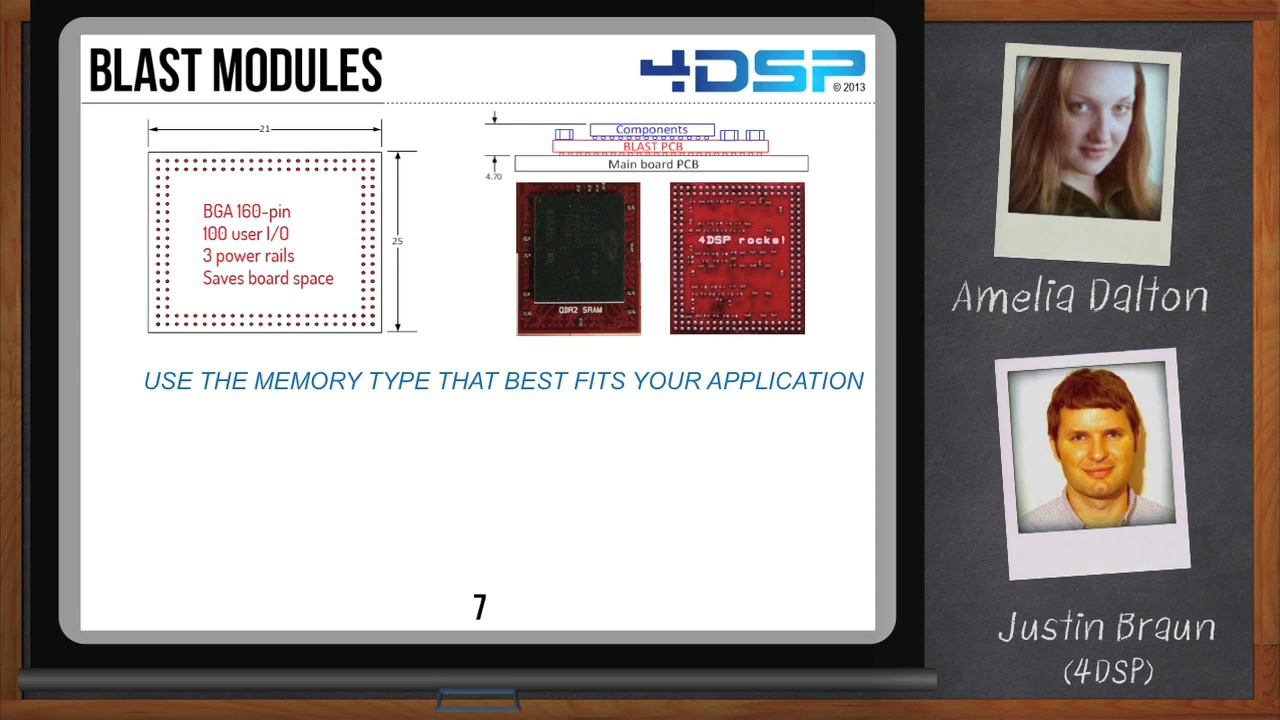 BLAST MODULES
4DSP
© 2013
21
25
BGA 160-pin
100 user I/O
3 power rails
Saves board space
Components
BLAST PCB
Main board PCB
4.70
QDR2 SRAM
4DSP rocks!
USE THE MEMORY TYPE THAT BEST FITS YOUR APPLICATION
7
Amelia Dalton
Justin Braun
(4DSP)